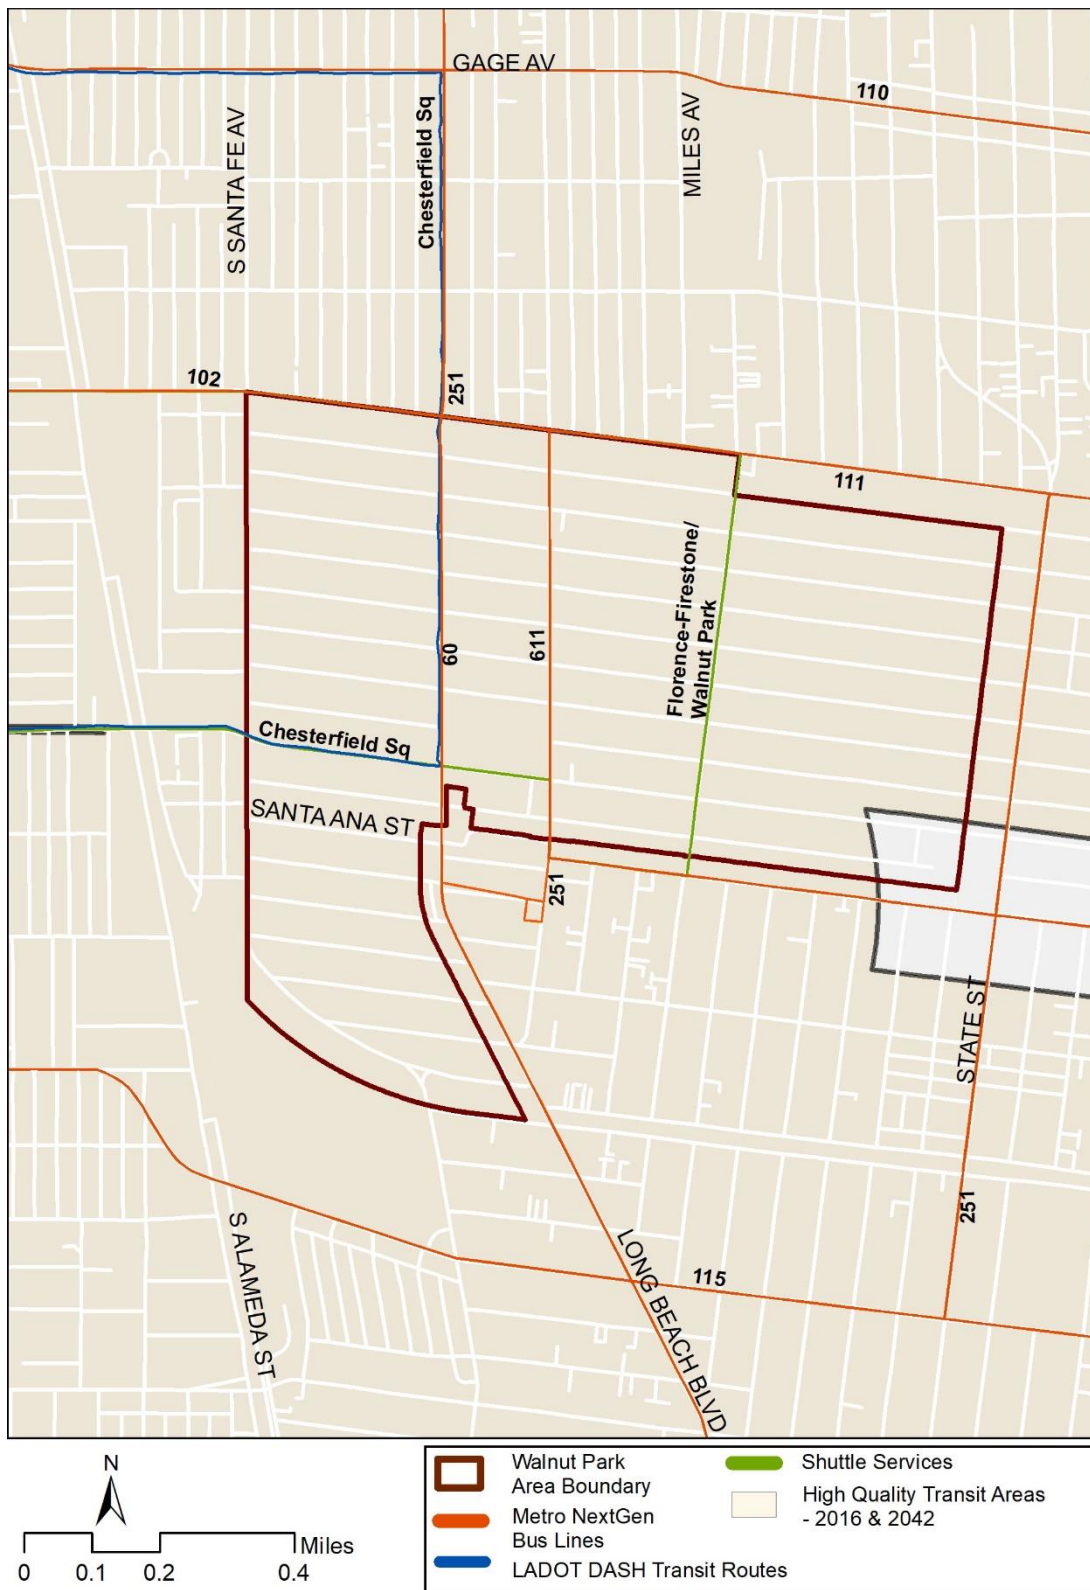 GAGE AV
110
S SANTA FE AV
Chesterfield Sq
MILES AV
102
251
111
60
611
Florence-Firestone/
Walnut Park
Chesterfield Sq
SANTA ANA ST
251
STATE ST
251
S ALAMEDA ST
LONG BEACH BLVD
115
N
Miles
0
0.1
0.2
0.4
Walnut Park
Area Boundary
Metro NextGen
Bus Lines
LADOT DASH Transit Routes
Shuttle Services
High Quality Transit Areas
- 2016 & 2042